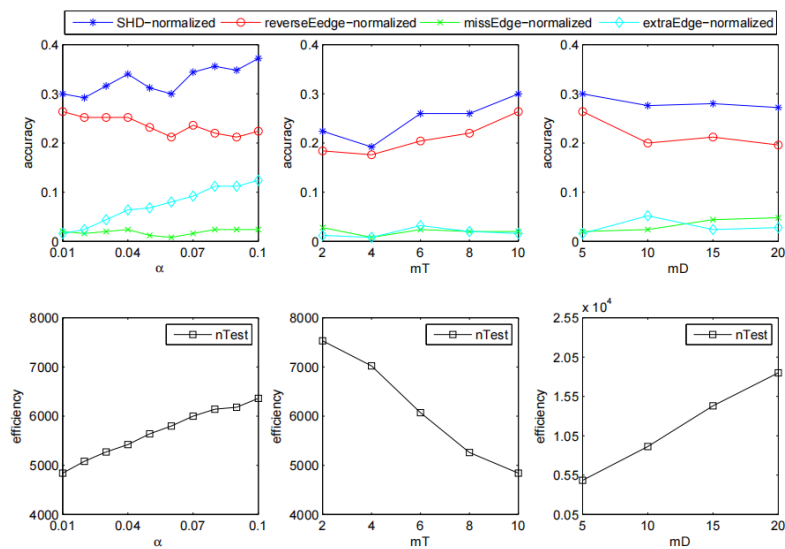 SHD-normalized reverseEedge-normalized missEdge-normalized extraEdge-normalized
0.4 0.4 0.4
0.3 0.3 0.3
0.2 0.2 0.2
0.1 0.1 0.1
0 0 0
accuracy accuracy accuracy
0.01 0.04 0.07 0.1 2 4 6 8 10 5 10 15 20
α mT mD
x 10⁴
8000 8000 2.55
nTest nTest nTest
7000 7000 2.05
1.55
6000 6000
1.05
5000 5000
0.55
4000 4000 0.05
efficiency efficiency efficiency
0.01 0.04 0.07 0.1 2 4 6 8 10 5 10 15 20
α mT mD